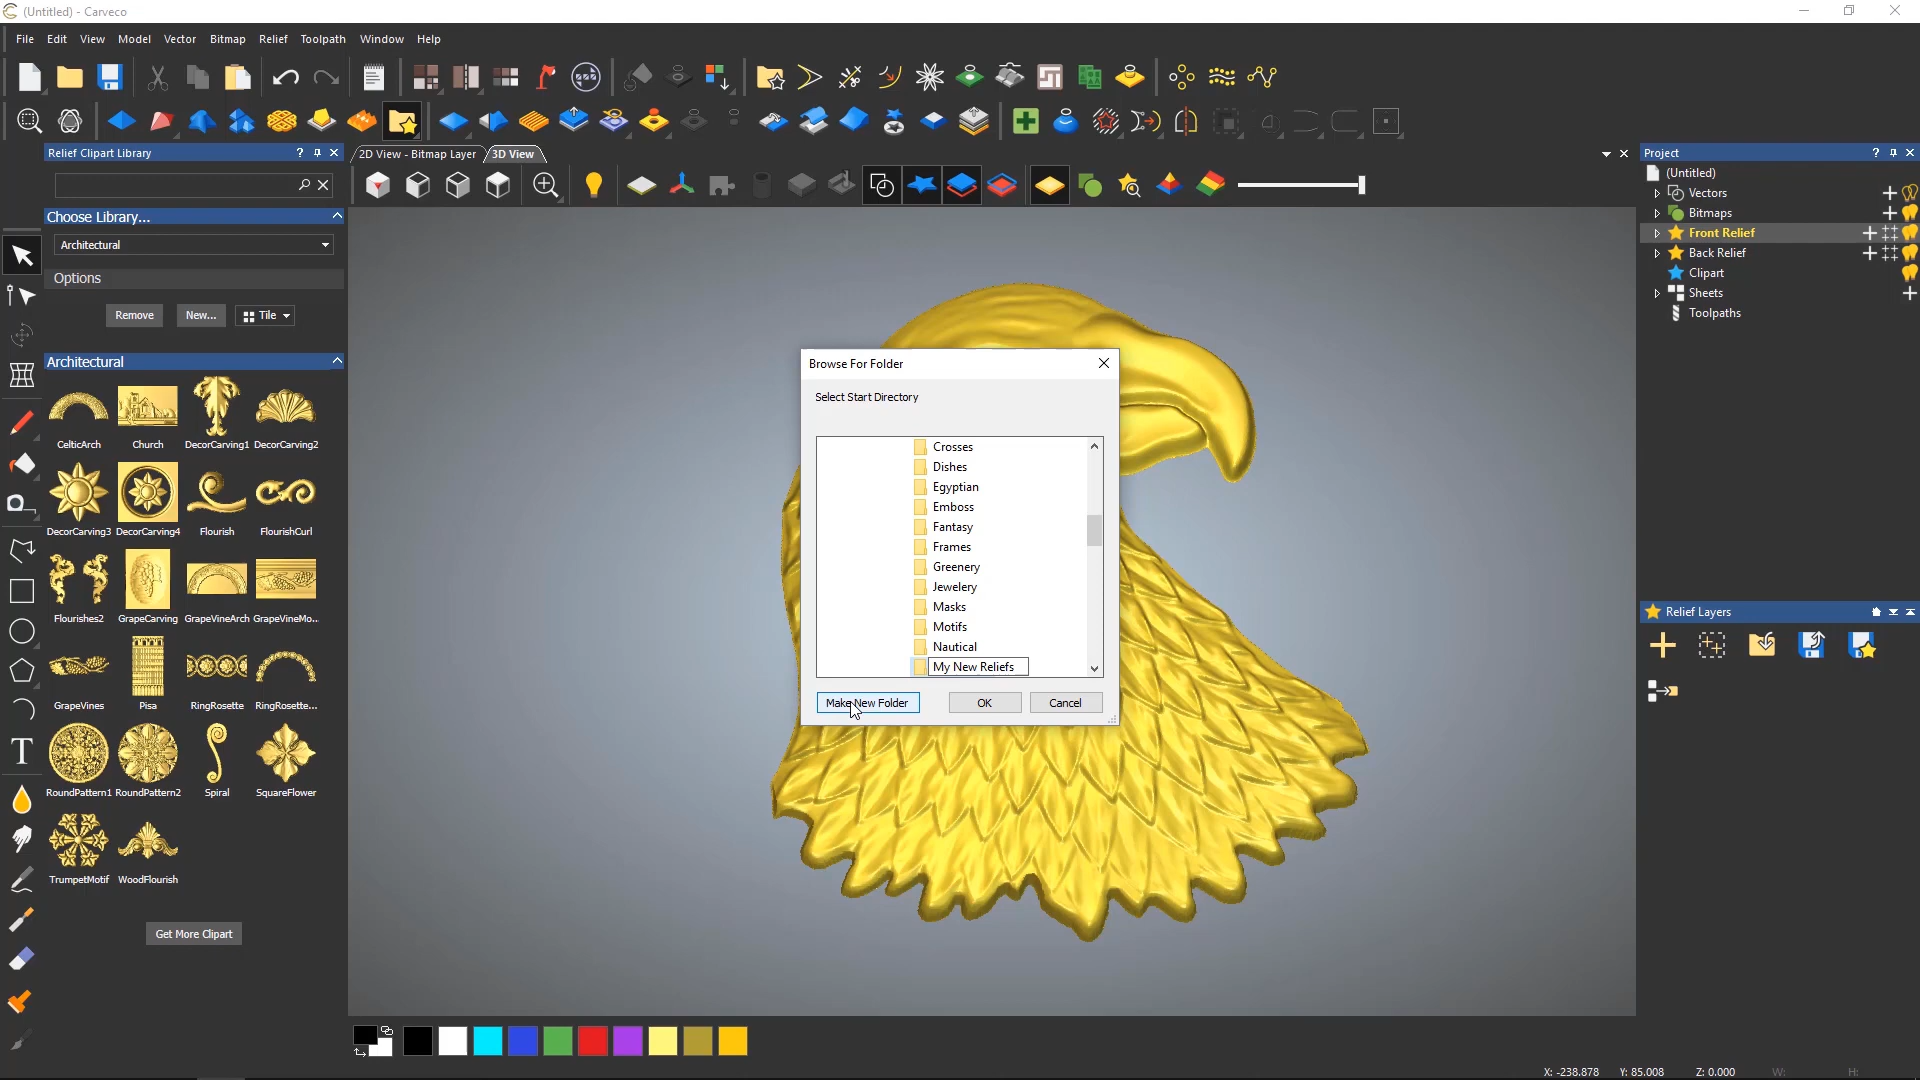 (Untitled) - Carveco
File Edit View Model Vector Bitmap Relief Toolpath Window Help
Relief Clipart Library
Choose Library...
Architectural
Options
Remove New... Tile
Architectural
CelticArch Church DecorCarving1 DecorCarving2
DecorCarving3 DecorCarving4 Flourish FlourishCurl
Flourishes2 GrapeCarving GrapeVineArch GrapeVineMo...
GrapeVines Pisa RingRosette RingRosette...
RoundPattern1 RoundPattern2 Spiral SquareFlower
TrumpetMotif WoodFlourish
Get More Clipart
2D View - Bitmap Layer 3D View
Browse For Folder
Select Start Directory
Crosses
Dishes
Egyptian
Emboss
Fantasy
Frames
Greenery
Jewelery
Masks
Motifs
Nautical
My New Reliefs
Make New Folder OK Cancel
Project
(Untitled)
Vectors
Bitmaps
Front Relief
Back Relief
Clipart
Sheets
Toolpaths
Relief Layers
X: -238.878 Y: 85.008 Z: 0.000 W: H: